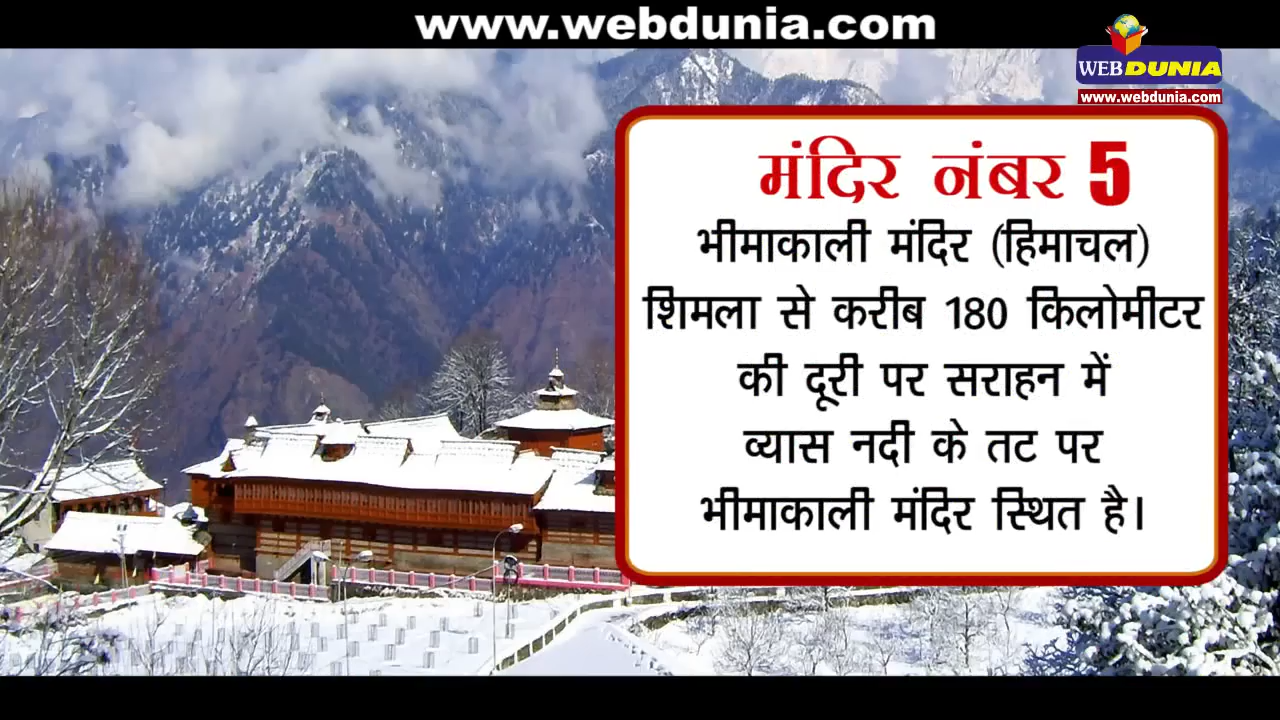 www.webdunia.com
WEBDUNIA
www.webdunia.com
मंदिर नंबर 5
भीमाकाली मंदिर (हिमाचल)
शिमला से करीब 180 किलोमीटर
की दूरी पर सराहन में
व्यास नदी के तट पर
भीमाकाली मंदिर स्थित है।